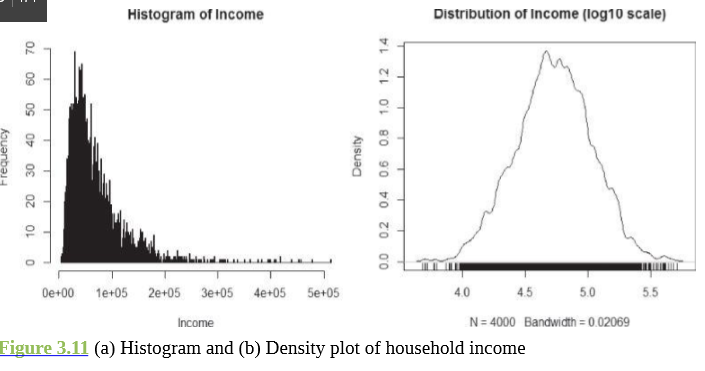 Histogram of Income
Frequency
70
60
50
40
30
20
10
0
0e+00 1e+05 2e+05 3e+05 4e+05 5e+05
Income
Distribution of Income (log10 scale)
Density
1.4
1.2
1.0
0.8
0.6
0.4
0.2
0.0
4.0 4.5 5.0 5.5
N = 4000 Bandwidth = 0.02069
Figure 3.11 (a) Histogram and (b) Density plot of household income